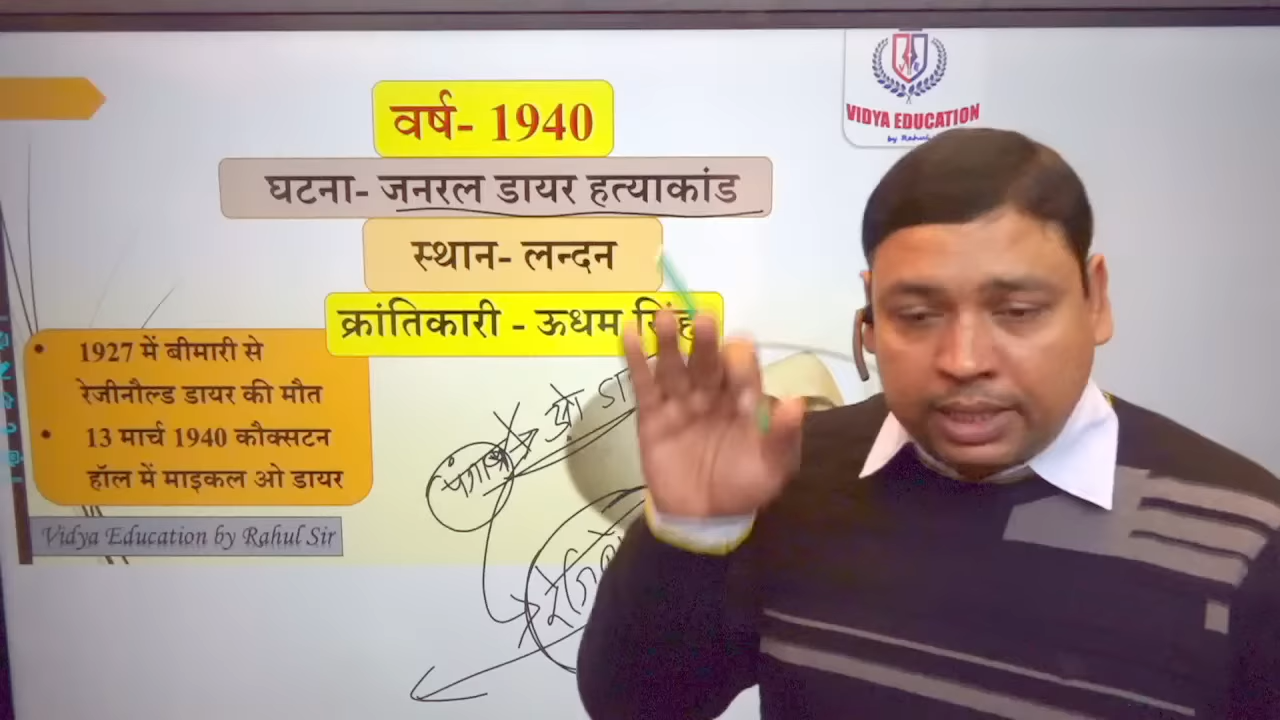 वर्ष- 1940
VIDYA EDUCATION
घटना- जनरल डायर हत्याकांड
स्थान- लन्दन
क्रांतिकारी - ऊधम सिंह
• 1927 में बीमारी से
रेजीनौल्ड डायर की मौत
• 13 मार्च 1940 कौक्सटन
हॉल में माइकल ओ डायर
Vidya Education by Rahul Sir